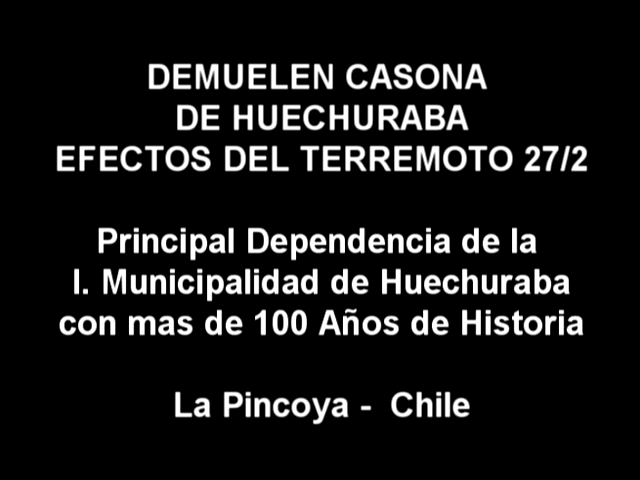 DEMUELEN CASONA
DE HUECHURABA
EFECTOS DEL TERREMOTO 27/2
Principal Dependencia de la
I. Municipalidad de Huechuraba
con mas de 100 Años de Historia
La Pincoya - Chile